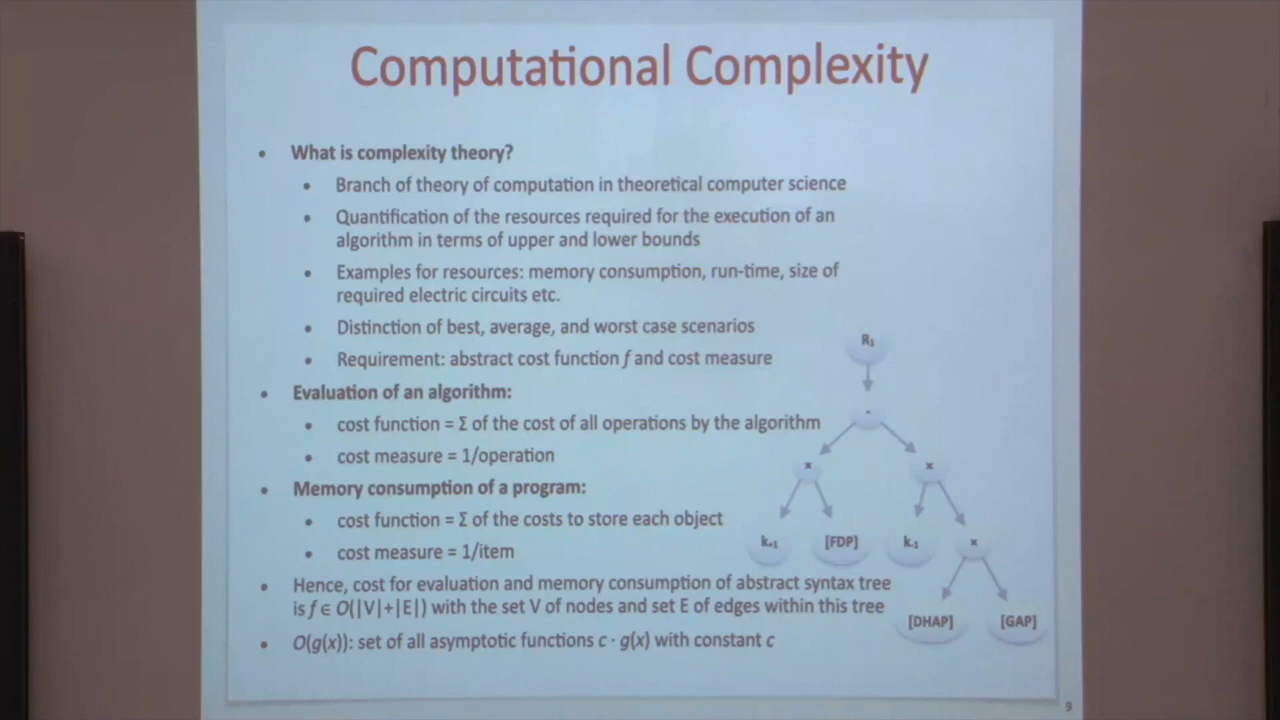 Computational Complexity
• What is complexity theory?
• Branch of theory of computation in theoretical computer science
• Quantification of the resources required for the execution of an
algorithm in terms of upper and lower bounds
• Examples for resources: memory consumption, run-time, size of
required electric circuits etc.
• Distinction of best, average, and worst case scenarios
• Requirement: abstract cost function f and cost measure
• Evaluation of an algorithm:
• cost function = Σ of the cost of all operations by the algorithm
• cost measure = 1/operation
• Memory consumption of a program:
• cost function = Σ of the costs to store each object
• cost measure = 1/item
• Hence, cost for evaluation and memory consumption of abstract syntax tree
is f ∈ O(|V|+|E|) with the set V of nodes and set E of edges within this tree
• O(g(x)): set of all asymptotic functions c · g(x) with constant c
R₁
-
x x
k₊₁ [FDP] k₋₁ x
[DHAP] [GAP]
9